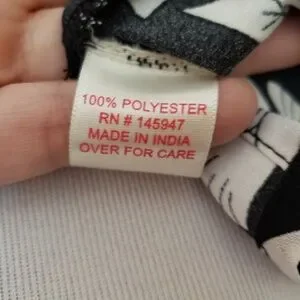 100% POLYESTER
RN # 145947
MADE IN INDIA
OVER FOR CARE